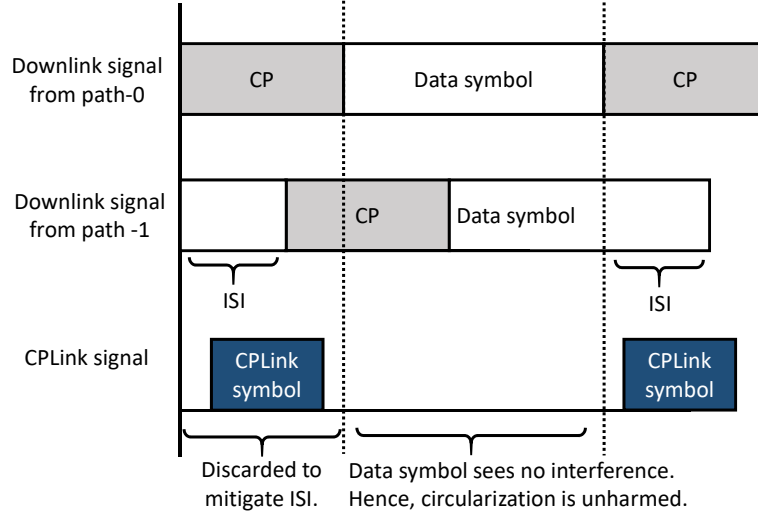 Downlink signal
from path-0
CP
Data symbol
CP
Downlink signal
from path -1
CP
Data symbol
ISI
ISI
CPLink signal
CPLink
symbol
CPLink
symbol
Discarded to
mitigate ISI.
Data symbol sees no interference.
Hence, circularization is unharmed.